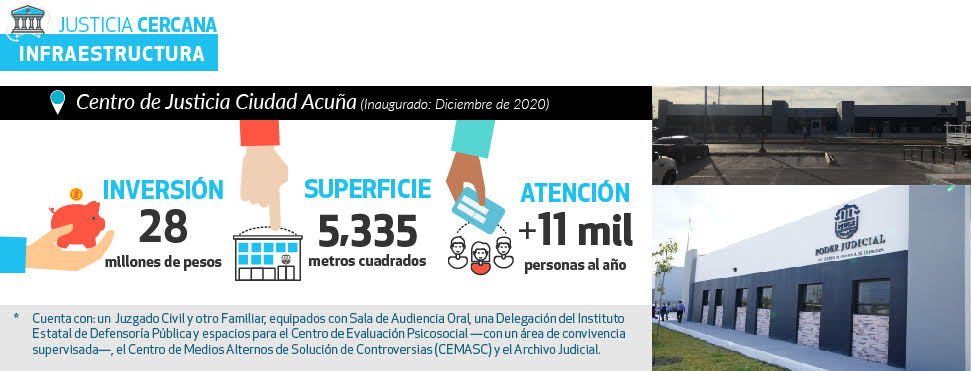 JUSTICIA CERCANA
INFRAESTRUCTURA
Centro de Justicia Ciudad Acuña (Inaugurado: Diciembre de 2020)
INVERSIÓN
28
millones de pesos
SUPERFICIE
5,335
metros cuadrados
ATENCIÓN
+11 mil
personas al año
* Cuenta con: un Juzgado Civil y otro Familiar, equipados con Sala de Audiencia Oral, una Delegación del Instituto
Estatal de Defensoría Pública y espacios para el Centro de Evaluación Psicosocial —con un área de convivencia
supervisada—, el Centro de Medios Alternos de Solución de Controversias (CEMASC) y el Archivo Judicial.
PODER JUDICIAL